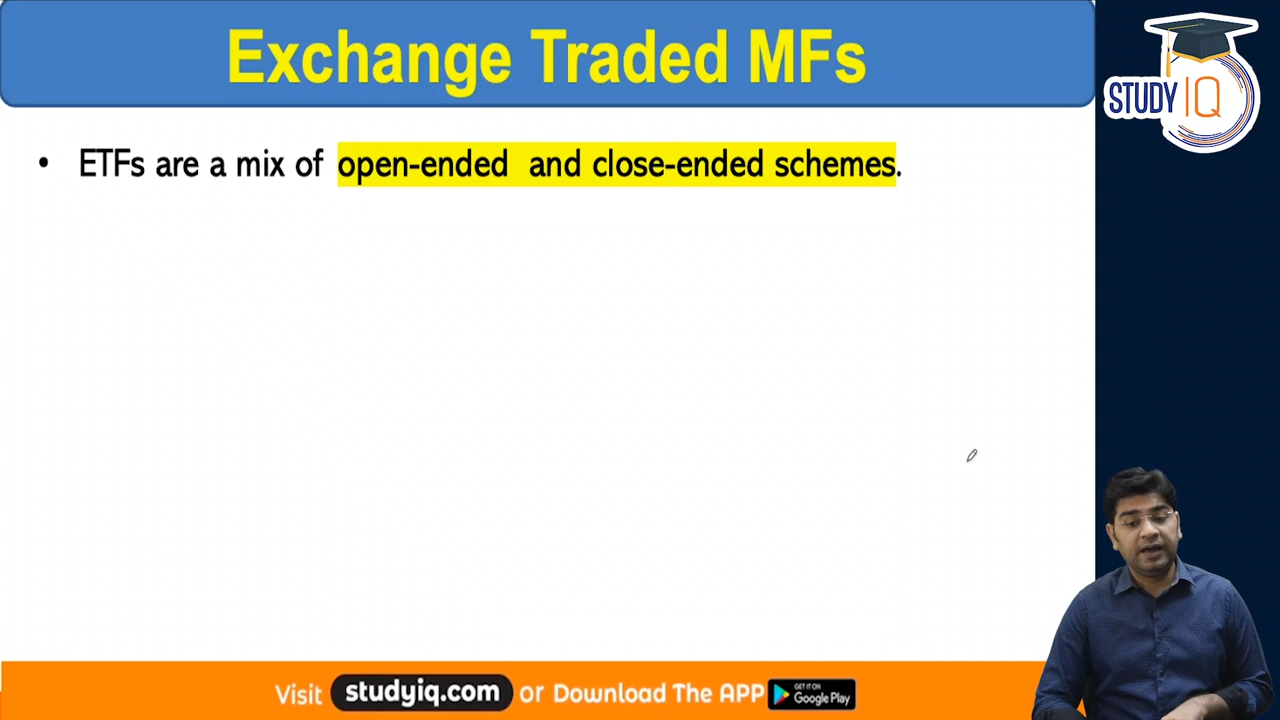 Exchange Traded MFs
STUDY IQ
• ETFs are a mix of open-ended and close-ended schemes.
Visit studyiq.com or Download The APP GET IT ON Google Play